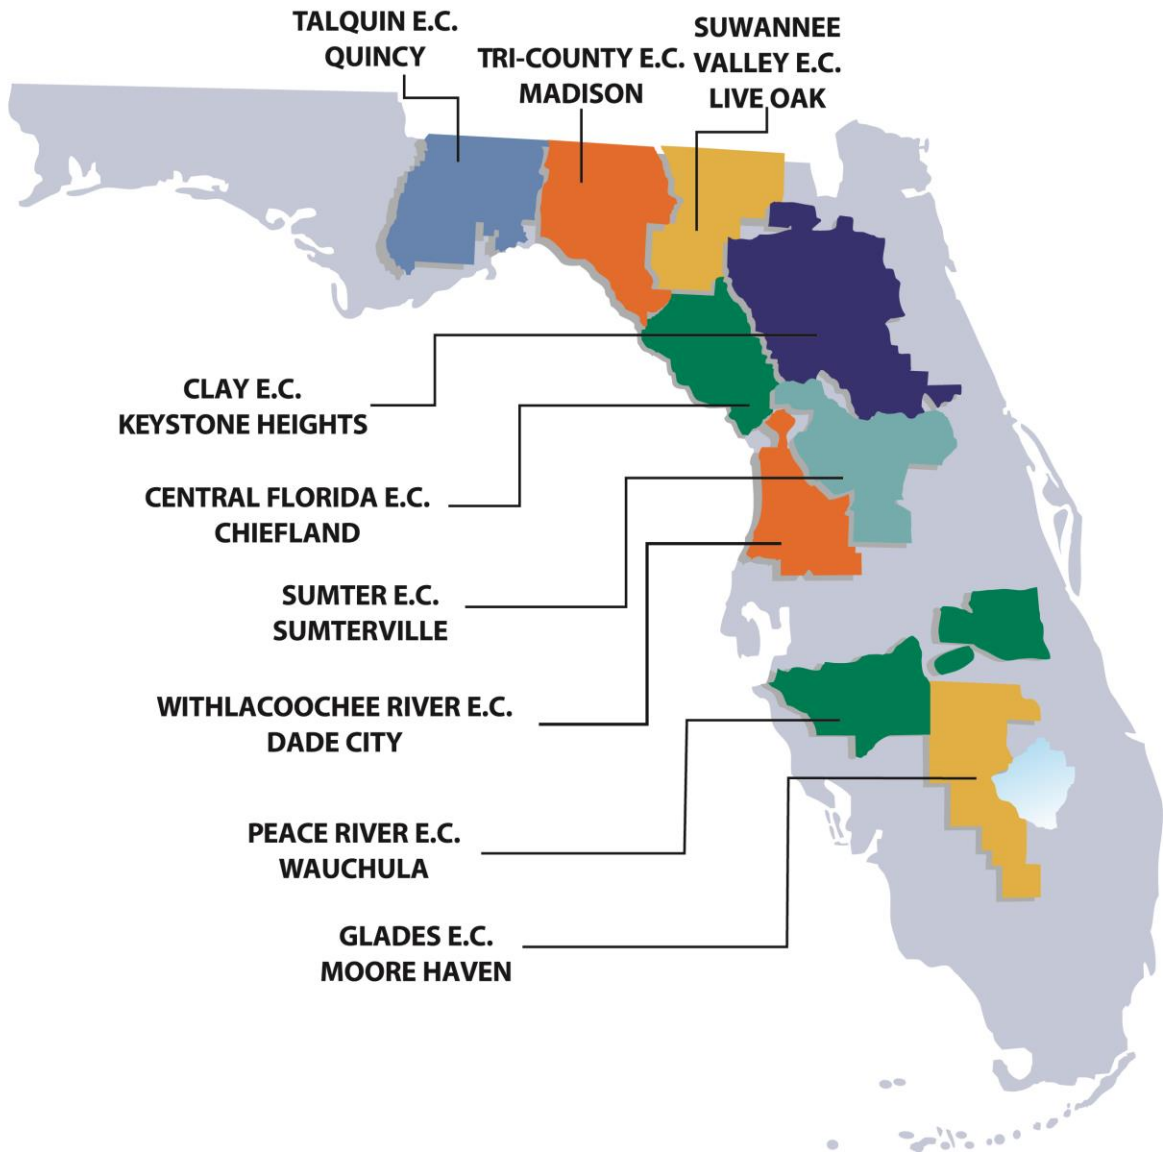 TALQUIN E.C.
QUINCY
TRI-COUNTY E.C.
MADISON
SUWANNEE
VALLEY E.C.
LIVE OAK
CLAY E.C.
KEYSTONE HEIGHTS
CENTRAL FLORIDA E.C.
CHIEFLAND
SUMTER E.C.
SUMTERVILLE
WITHLACOOCHEE RIVER E.C.
DADE CITY
PEACE RIVER E.C.
WAUCHULA
GLADES E.C.
MOORE HAVEN